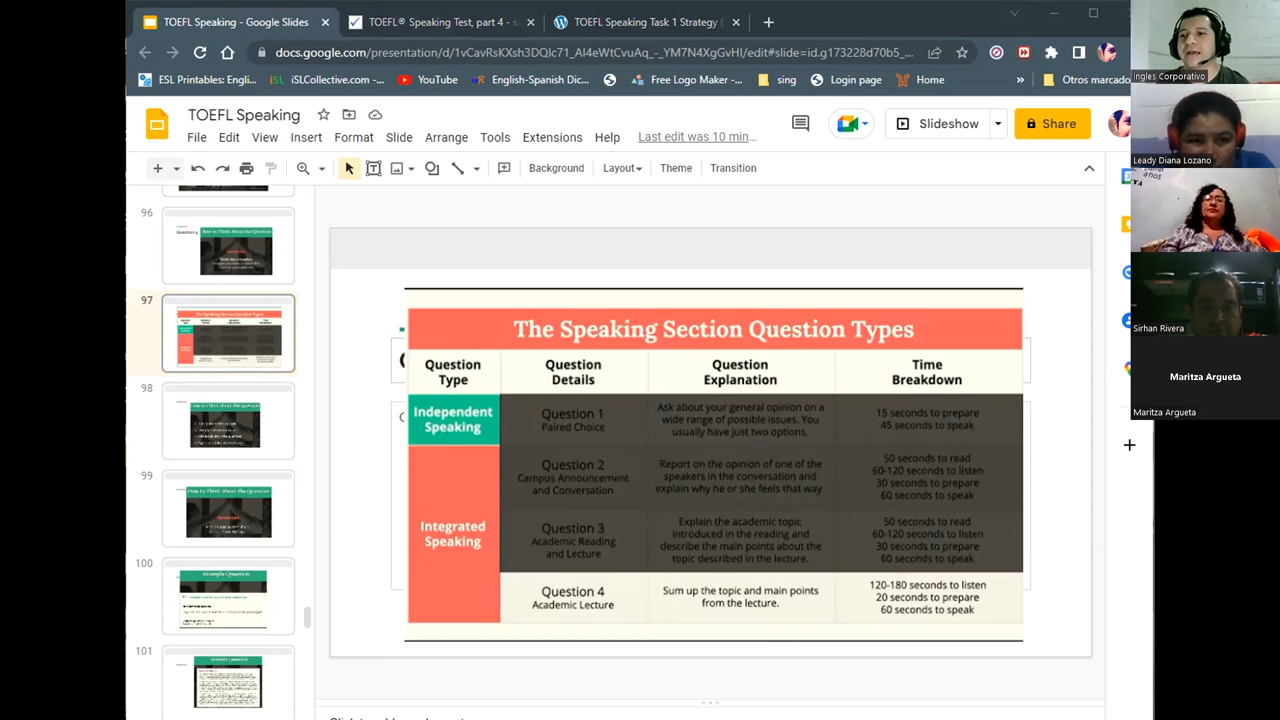 TOEFL Speaking - Google Slides
TOEFL® Speaking Test, part 4 - s
TOEFL Speaking Task 1 Strategy (
docs.google.com/presentation/d/
ESL Printables: Engli...
iSLCollective.com -...
YouTube
English-Spanish Dic...
Free Logo Maker -...
sing
Login page
Home
Otros marcado
TOEFL Speaking
File Edit View Insert Format Slide Arrange Tools Extensions Help
Last edit was 10 min...
Slideshow
Share
Background
Layout
Theme
Transition
96
97
98
99
100
101
The Speaking Section Question Types
Question Type
Question Details
Question Explanation
Time Breakdown
Independent Speaking
Question 1
Paired Choice
Ask about your general opinion on a
wide range of possible issues. You
usually have just two options.
15 seconds to prepare
45 seconds to speak
Integrated Speaking
Question 2
Campus Announcement
and Conversation
Report on the opinion of one of the
speakers in the conversation and
explain why he or she feels that way.
50 seconds to read
60-120 seconds to listen
30 seconds to prepare
60 seconds to speak
Question 3
Academic Reading
and Lecture
Explain the academic topic
introduced in the reading and
describe the main points about the
topic described in the lecture.
50 seconds to read
60-120 seconds to listen
30 seconds to prepare
60 seconds to speak
Question 4
Academic Lecture
Sum up the topic and main points
from the lecture.
120-180 seconds to listen
20 seconds to prepare
60 seconds to speak
Ingles Corporativo
Leady Diana Lozano
Sirhan Rivera
Maritza Argueta
Maritza Argueta